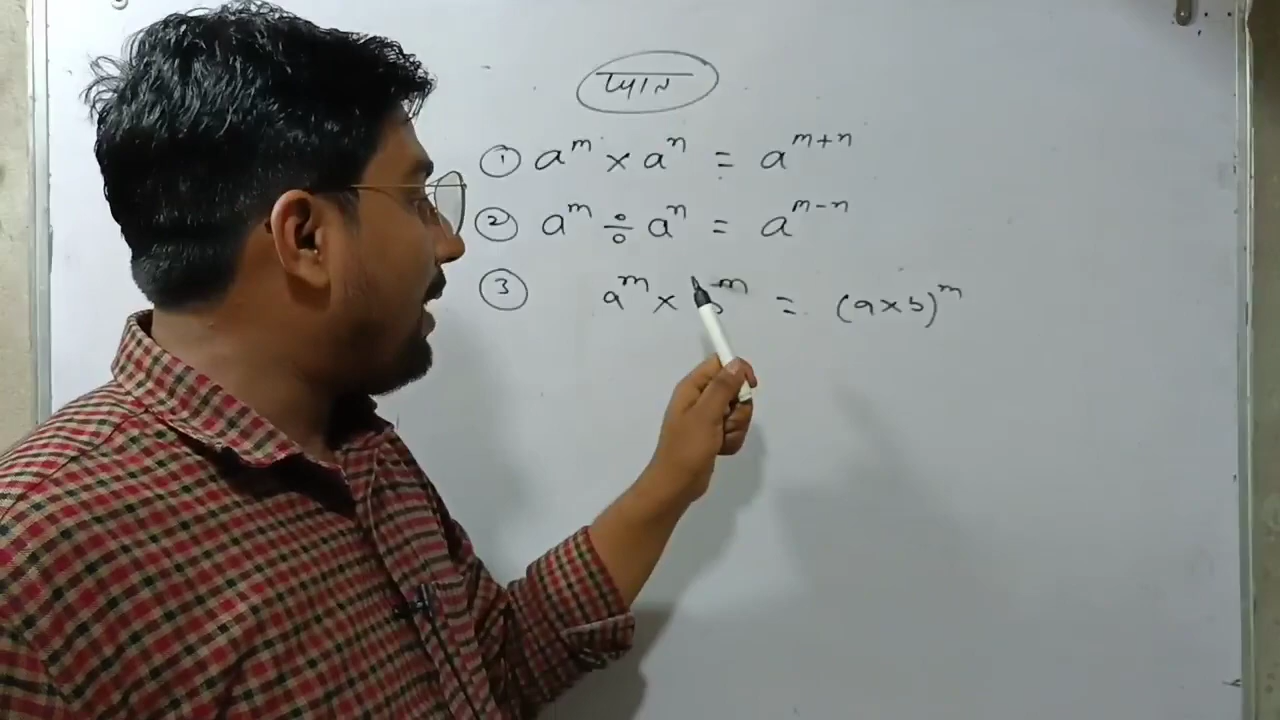 ध्यान
① a^m × a^n = a^{m+n}
② a^m ÷ a^n = a^{m-n}
③ a^m × b^m = (a×b)^m